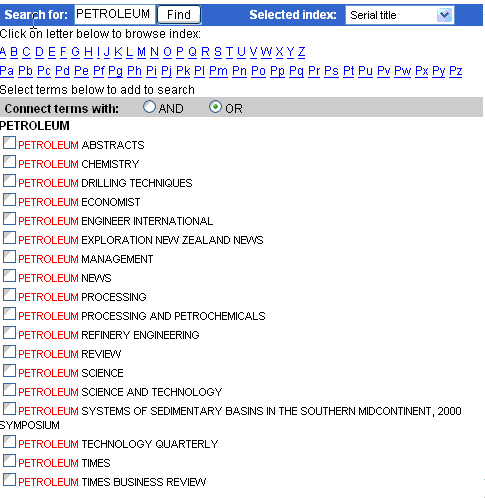 Search for: PETROLEUM Find Selected index: Serial title
Click on letter below to browse index:
A B C D E F G H I J K L M N O P Q R S T U V W X Y Z
Pa Pb Pc Pd Pe Pf Pg Ph Pi Pj Pk Pl Pm Pn Po Pp Pq Pr Ps Pt Pu Pv Pw Px Py Pz
Select terms below to add to search
Connect terms with: AND OR
PETROLEUM
PETROLEUM ABSTRACTS
PETROLEUM CHEMISTRY
PETROLEUM DRILLING TECHNIQUES
PETROLEUM ECONOMIST
PETROLEUM ENGINEER INTERNATIONAL
PETROLEUM EXPLORATION NEW ZEALAND NEWS
PETROLEUM MANAGEMENT
PETROLEUM NEWS
PETROLEUM PROCESSING
PETROLEUM PROCESSING AND PETROCHEMICALS
PETROLEUM REFINERY ENGINEERING
PETROLEUM REVIEW
PETROLEUM SCIENCE
PETROLEUM SCIENCE AND TECHNOLOGY
PETROLEUM SYSTEMS OF SEDIMENTARY BASINS IN THE SOUTHERN MIDCONTINENT, 2000
SYMPOSIUM
PETROLEUM TECHNOLOGY QUARTERLY
PETROLEUM TIMES
PETROLEUM TIMES BUSINESS REVIEW